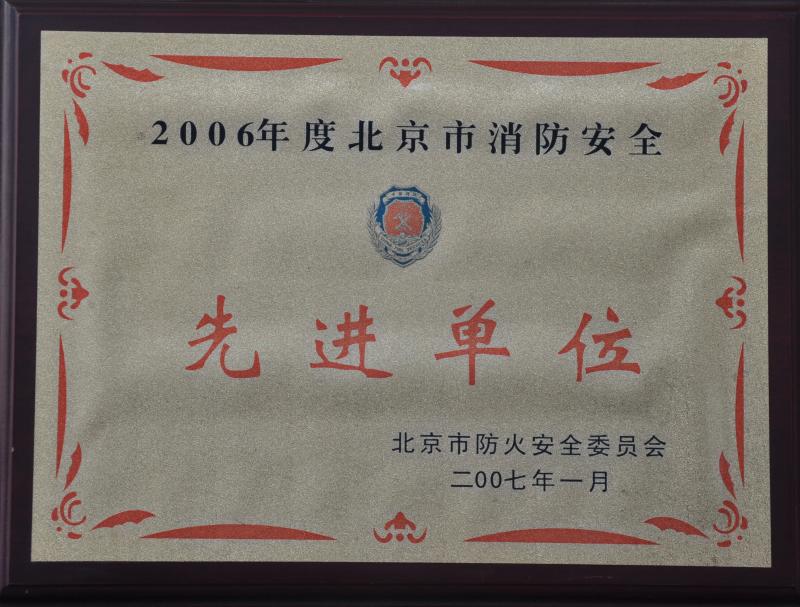 2006年度北京市消防安全
先进单位
北京市防火安全委员会
二00七年一月